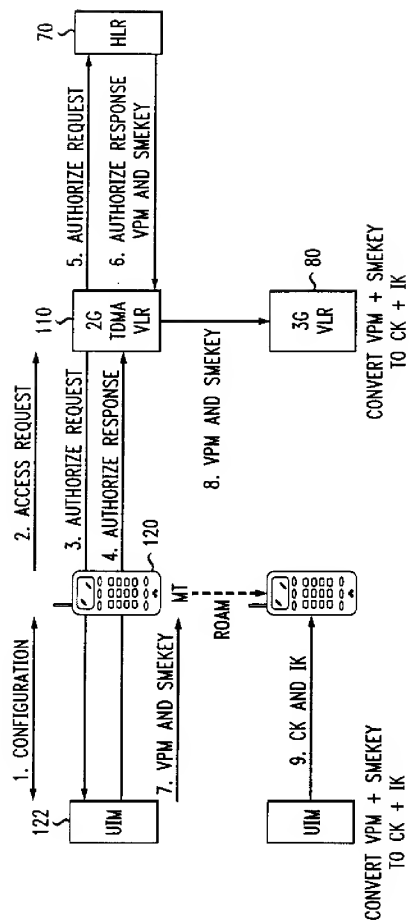 70
HLR
5. AUTHORIZE REQUEST
6. AUTHORIZE RESPONSE
VPM AND SMEKEY
110
2G
TDMA
VLR
80
3G
VLR
CONVERT VPM + SMEKEY
TO CK + IK
8. VPM AND SMEKEY
2. ACCESS REQUEST
3. AUTHORIZE REQUEST
4. AUTHORIZE RESPONSE
120
MT
ROAM
1. CONFIGURATION
7. VPM AND SMEKEY
9. CK AND IK
122
UIM
UIM
CONVERT VPM + SMEKEY
TO CK + IK